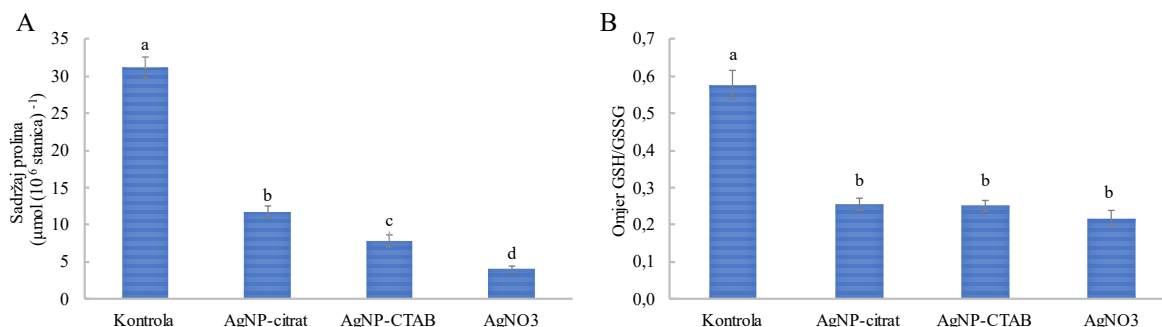 A
Sadržaj prolina
(µmol (10⁶ stanica)⁻¹
35
30
25
20
15
10
5
0
a
b
c
d
Kontrola AgNP-citrat AgNP-CTAB AgNO3
B
Omjer GSH/GSSG
0,7
0,6
0,5
0,4
0,3
0,2
0,1
0,0
a
b
b
b
Kontrola AgNP-citrat AgNP-CTAB AgNO3